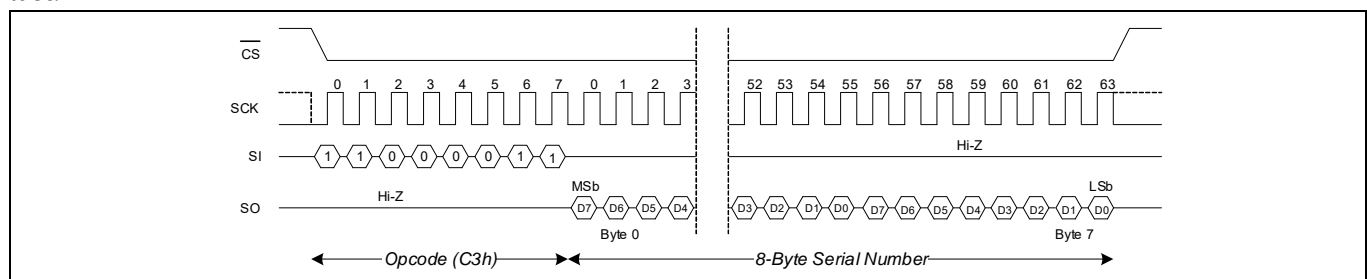 CS
0 1 2 3 4 5 6 7 0 1 2 3 52 53 54 55 56 57 58 59 60 61 62 63
SCK
Hi-Z
SI 1 1 0 0 0 0 1 1
MSb LSb
Hi-Z
SO D7 D6 D5 D4 D3 D2 D1 D0 D7 D6 D5 D4 D3 D2 D1 D0
Byte 0 Byte 7
Opcode (C3h) 8-Byte Serial Number